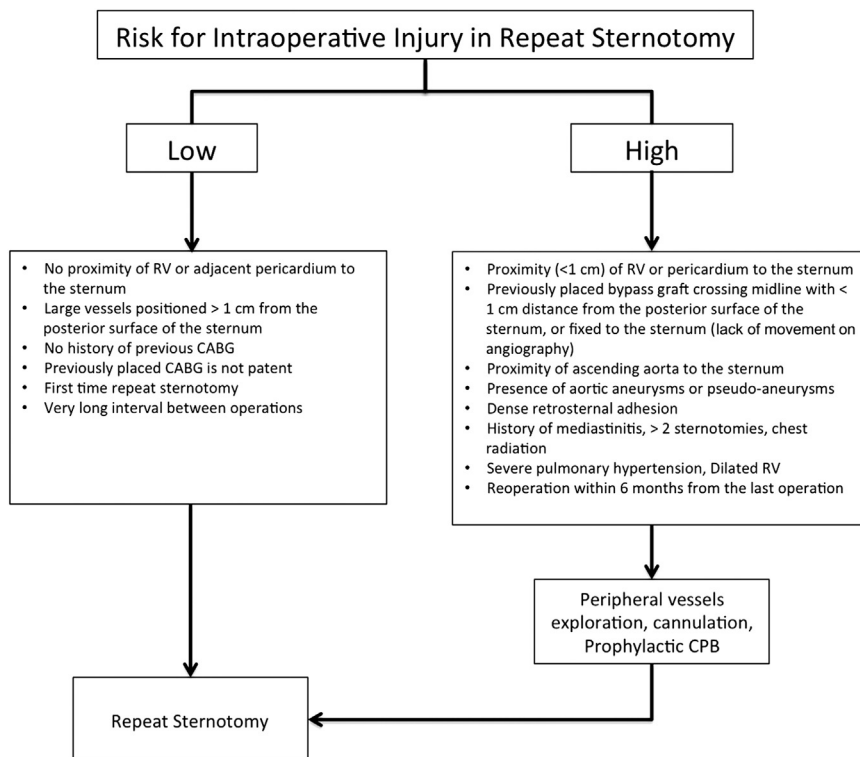 Risk for Intraoperative Injury in Repeat Sternotomy
Low
High
• No proximity of RV or adjacent pericardium to
the sternum
• Large vessels positioned > 1 cm from the
posterior surface of the sternum
• No history of previous CABG
• Previously placed CABG is not patent
• First time repeat sternotomy
• Very long interval between operations
• Proximity (<1 cm) of RV or pericardium to the sternum
• Previously placed bypass graft crossing midline with <
1 cm distance from the posterior surface of the
sternum, or fixed to the sternum (lack of movement on
angiography)
• Proximity of ascending aorta to the sternum
• Presence of aortic aneurysms or pseudo-aneurysms
• Dense retrosternal adhesion
• History of mediastinitis, > 2 sternotomies, chest
radiation
• Severe pulmonary hypertension, Dilated RV
• Reoperation within 6 months from the last operation
Peripheral vessels
exploration, cannulation,
Prophylactic CPB
Repeat Sternotomy